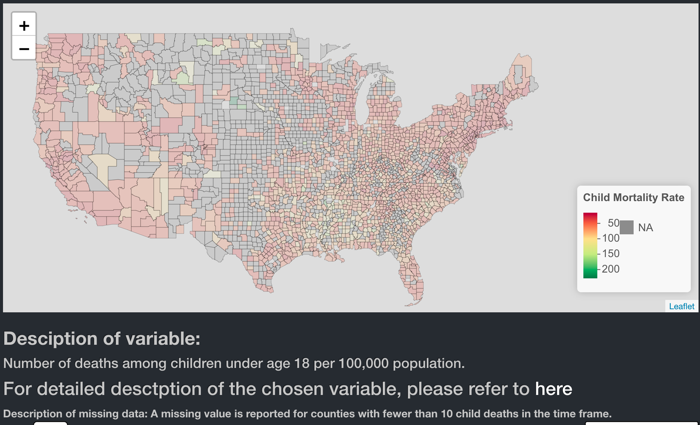 +
−
Child Mortality Rate
50
100
150
200
NA
Leaflet
Desciption of variable:
Number of deaths among children under age 18 per 100,000 population.
For detailed desctption of the chosen variable, please refer to here
Description of missing data: A missing value is reported for counties with fewer than 10 child deaths in the time frame.